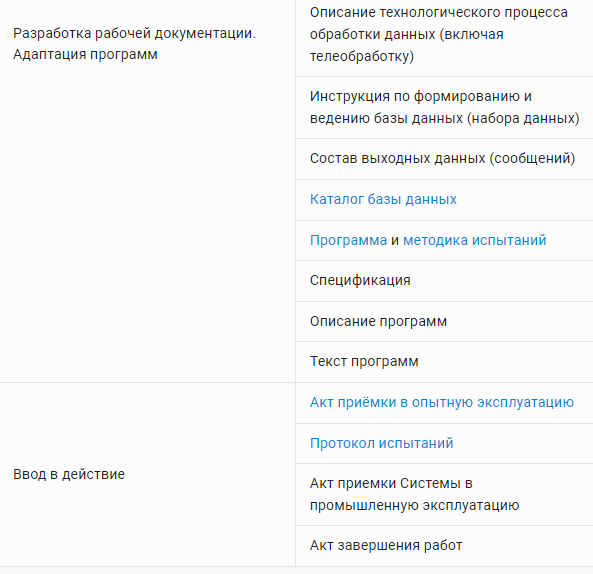 Разработка рабочей документации.
Адаптация программ
Описание технологического процесса
обработки данных (включая
телеобработку)
Инструкция по формированию и
ведению базы данных (набора данных)
Состав выходных данных (сообщений)
Каталог базы данных
Программа и методика испытаний
Спецификация
Описание программ
Текст программ
Ввод в действие
Акт приёмки в опытную эксплуатацию
Протокол испытаний
Акт приемки Системы в
промышленную эксплуатацию
Акт завершения работ